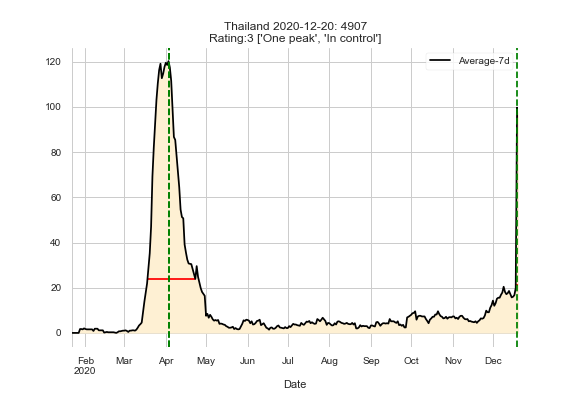 Thailand 2020-12-20: 4907
Rating:3 ['One peak', 'In control']
Average-7d
120
100
80
60
40
20
0
Feb Mar Apr May Jun Jul Aug Sep Oct Nov Dec
2020
Date